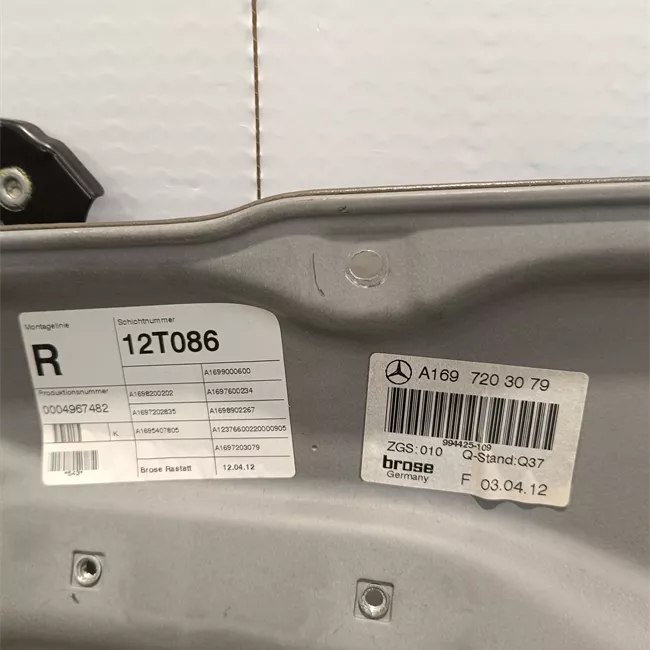 Montagelinie
Schichtnummer
R
12T086
A1699000600
Produktionsnummer
A1698200202
A1697600234
0004967482
A1697202835
A1698902267
K
A1695407805
A12376600220000905
A1697203079
Brose Rastatt
12.04.12
A169 720 30 79
994425-109
ZGS:010
Q-Stand:Q37
brose
Germany
F 03.04.12